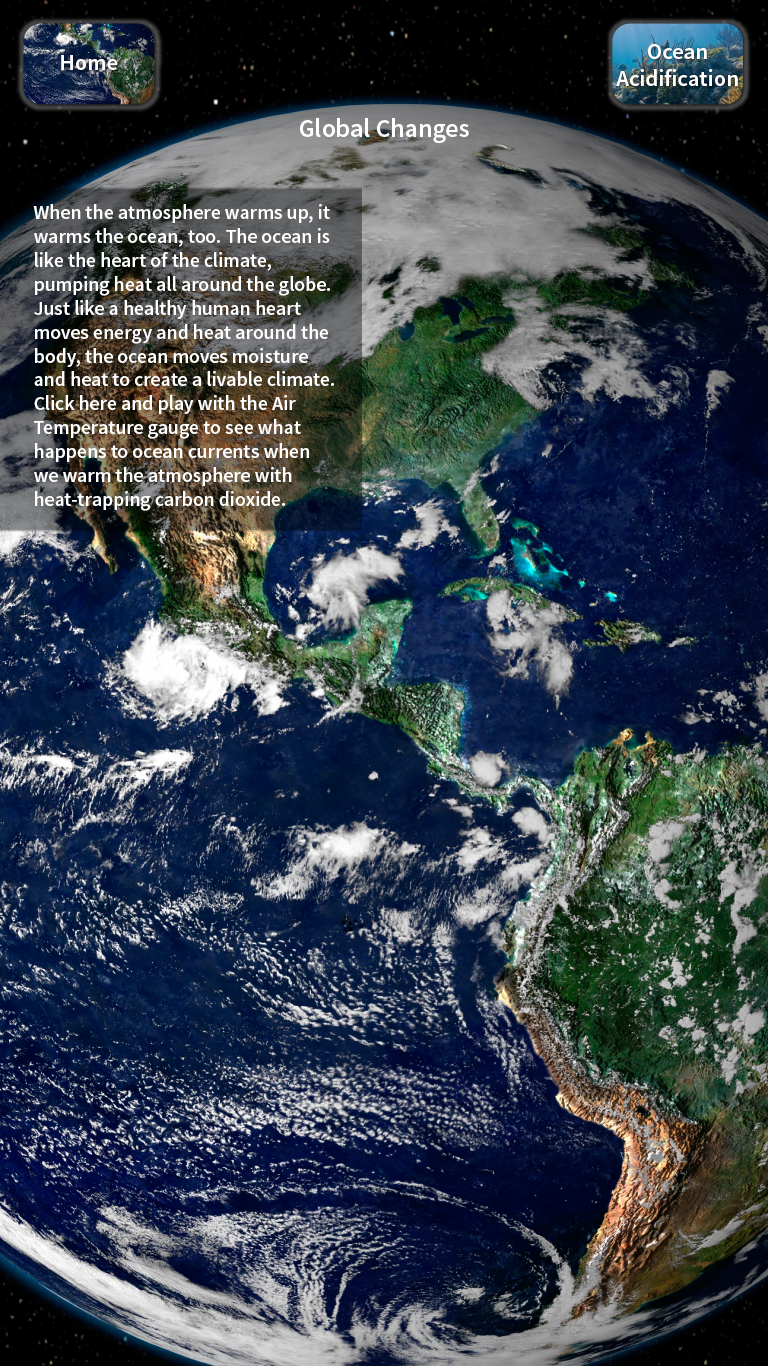 Home
Ocean
Acidification
Global Changes
When the atmosphere warms up, it
warms the ocean, too. The ocean is
like the heart of the climate,
pumping heat all around the globe.
Just like a healthy human heart
moves energy and heat around the
body, the ocean moves moisture
and heat to create a livable climate.
Click here and play with the Air
Temperature gauge to see what
happens to ocean currents when
we warm the atmosphere with
heat-trapping carbon dioxide.